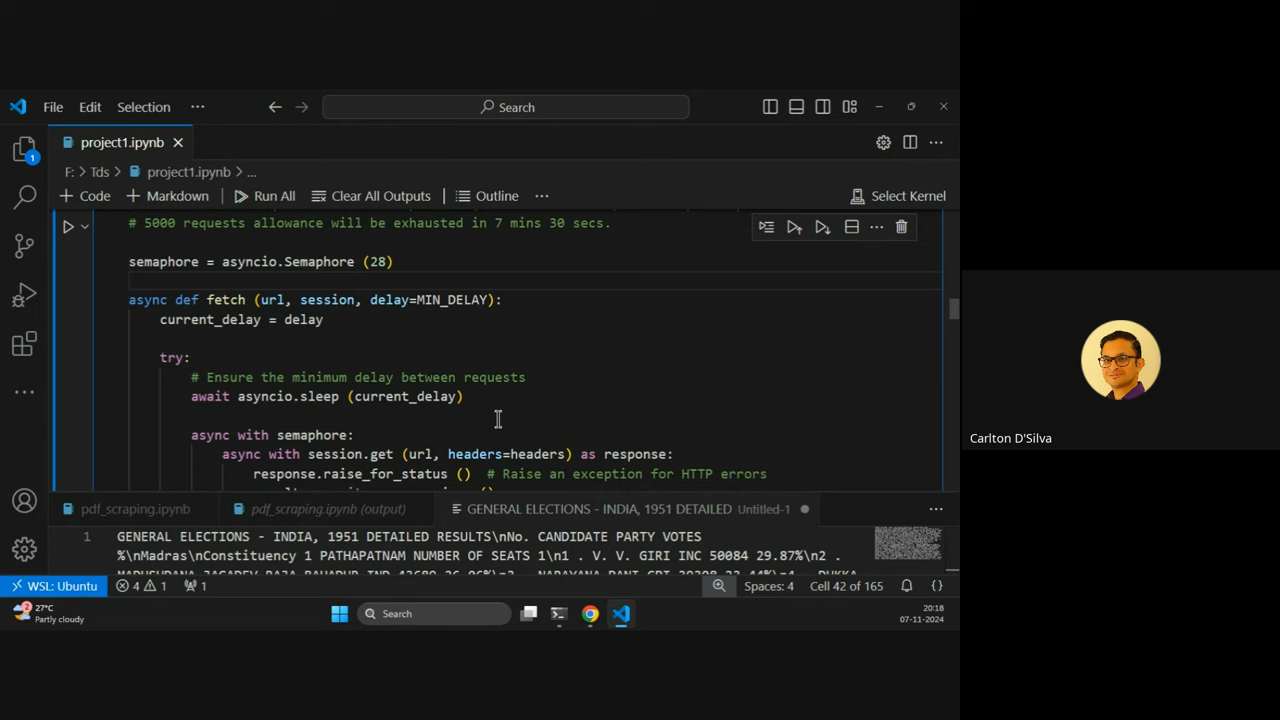 File Edit Selection ··· Search
project1.ipynb
F: > Tds > project1.ipynb > ...
+ Code + Markdown Run All Clear All Outputs Outline ··· Select Kernel
# 5000 requests allowance will be exhausted in 7 mins 30 secs.
semaphore = asyncio.Semaphore (28)
async def fetch (url, session, delay=MIN_DELAY):
current_delay = delay
try:
# Ensure the minimum delay between requests
await asyncio.sleep (current_delay)
async with semaphore:
async with session.get (url, headers=headers) as response:
response.raise_for_status () # Raise an exception for HTTP errors
pdf_scraping.ipynb pdf_scraping.ipynb (output) GENERAL ELECTIONS - INDIA, 1951 DETAILED Untitled-1
1 GENERAL ELECTIONS - INDIA, 1951 DETAILED RESULTS\nNo. CANDIDATE PARTY VOTES
%\nMadras\nConstituency 1 PATHAPATNAM NUMBER OF SEATS 1\n1 . V. V. GIRI INC 50084 29.87%\n2 .
WSL: Ubuntu 4 1 1 Spaces: 4 Cell 42 of 165 {}
2 27°C
Partly cloudy
Search
20:18
07-11-2024
Carlton D'Silva
1